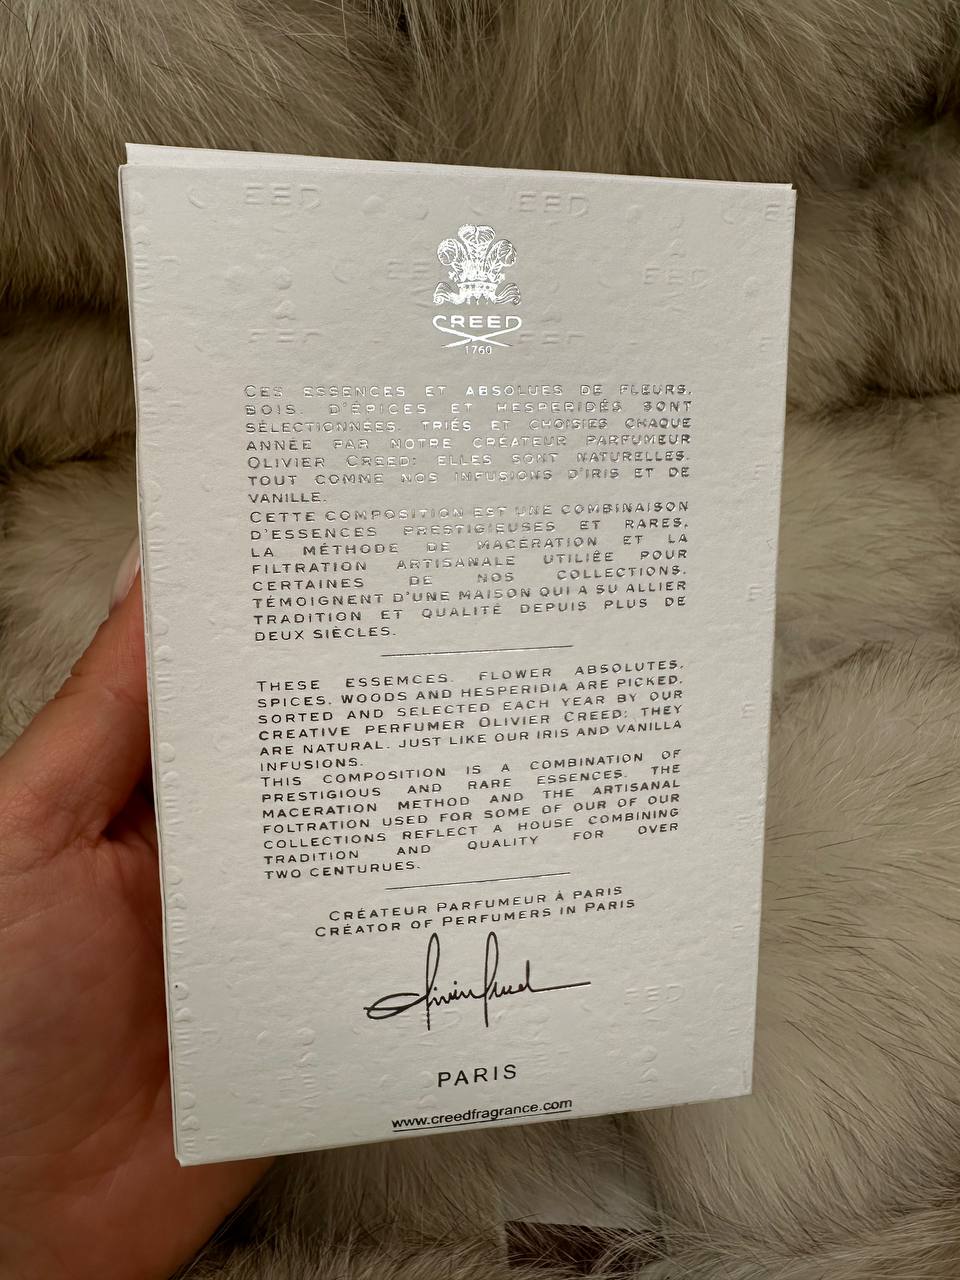 CREED
1760
CES ESSENCES ET ABSOLUES DE FLEURS,
BOIS, D'ÉPICES ET HESPERIDÉS SONT
SÉLECTIONNÉES, TRIÉS ET CHOISIES CHAQUE
ANNÉE PAR NOTRE CRÉATEUR PARFUMEUR
OLIVIER CREED: ELLES SONT NATURELLES.
TOUT COMME NOS INFUSIONS D'IRIS ET DE
VANILLE.
CETTE COMPOSITION EST UNE COMBINAISON
D'ESSENCES PRESTIGIEUSES ET RARES,
LA MÉTHODE DE MACÉRATION ET LA
FILTRATION ARTISANALE UTILIÉE POUR
CERTAINES DE NOS COLLECTIONS.
TÉMOIGNENT D'UNE MAISON QUI A SU ALLIER
TRADITION ET QUALITÉ DEPUIS PLUS DE
DEUX SIÈCLES.
THESE ESSEMCES. FLOWER ABSOLUTES.
SPICES. WOODS AND HESPERIDIA ARE PICKED.
SORTED AND SELECTED EACH YEAR BY OUR
CREATIVE PERFUMER OLIVIER CREED: THEY
ARE NATURAL. JUST LIKE OUR IRIS AND VANILLA
INFUSIONS.
THIS COMPOSITION IS A COMBINATION OF
PRESTIGIOUS AND RARE ESSENCES. THE
MACERATION METHOD AND THE ARTISANAL
FOLTRATION USED FOR SOME OF OUR OF OUR
COLLECTIONS REFLECT A HOUSE COMBINING
TRADITION AND QUALITY FOR OVER
TWO CENTURUES.
CRÉATEUR PARFUMEUR À PARIS
CRÉATOR OF PERFUMERS IN PARIS
Olivier Creed
PARIS
www.creedfragrance.com